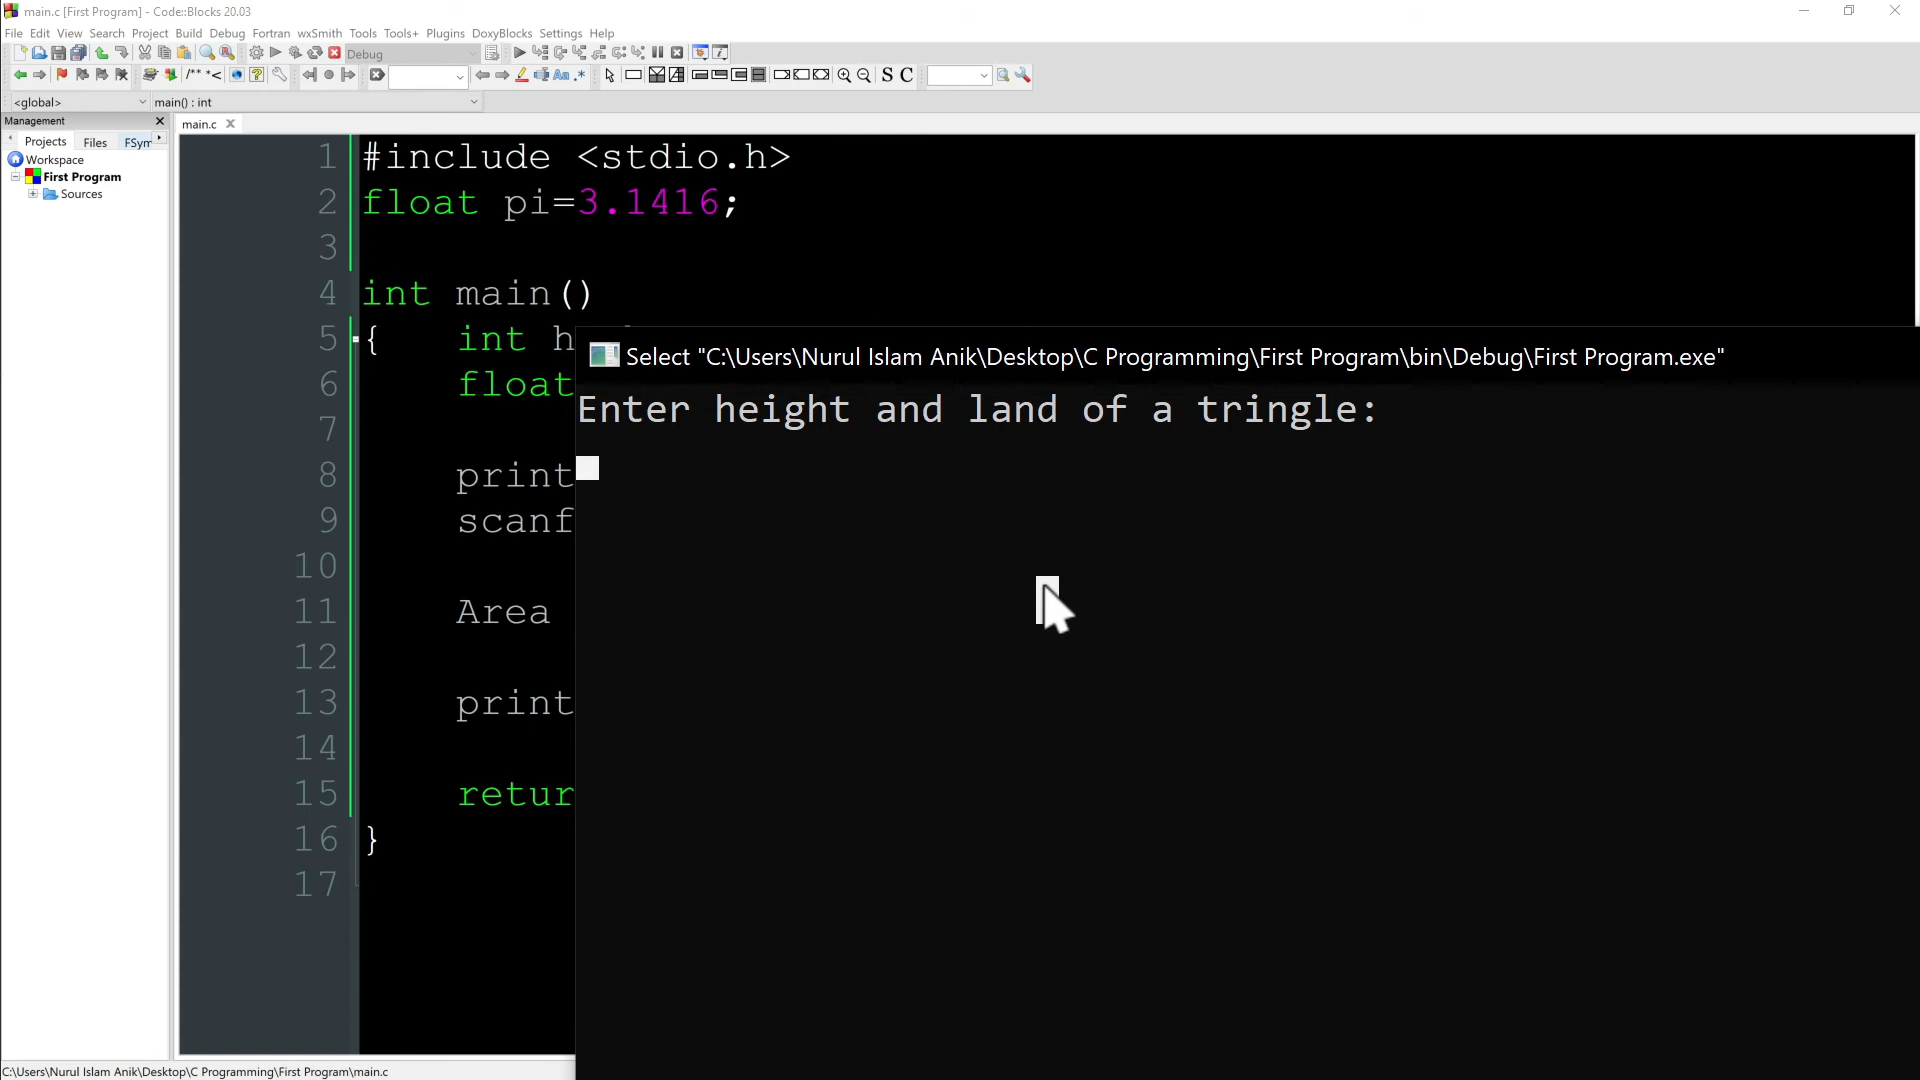 main.c [First Program] - Code::Blocks 20.03
File Edit View Search Project Build Debug Fortran wxSmith Tools Tools+ Plugins DoxyBlocks Settings Help
Debug
/** *< Aa .* S C
<global> main() : int
Management
main.c
Projects Files FSym
Workspace
First Program
Sources
1 #include <stdio.h>
2 float pi=3.1416;
3
4 int main()
5 { int h
6 float
7
8 print
9 scanf
10
11 Area
12
13 print
14
15 retur
16 }
17
Select "C:\Users\Nurul Islam Anik\Desktop\C Programming\First Program\bin\Debug\First Program.exe"
Enter height and land of a tringle:
C:\Users\Nurul Islam Anik\Desktop\C Programming\First Program\main.c